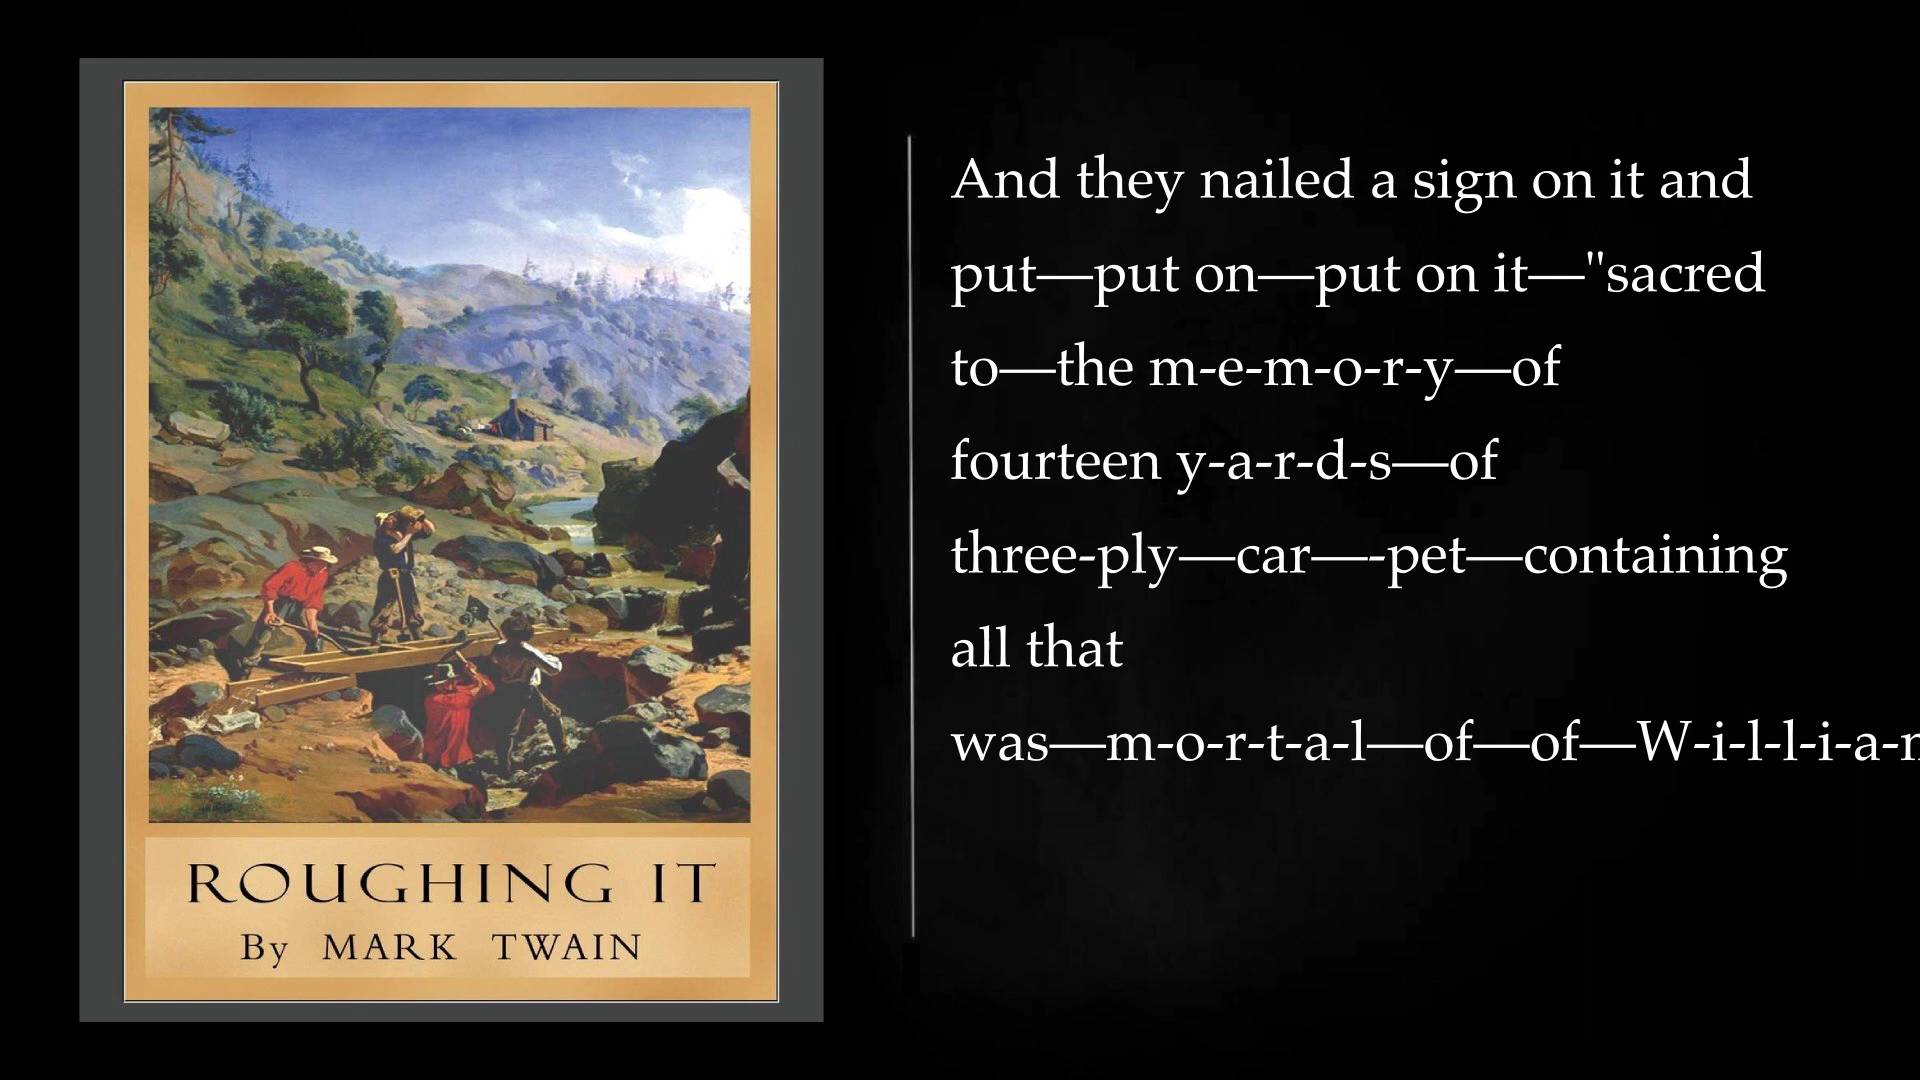 And they nailed a sign on it and
put—put on—put on it—"sacred
to—the m-e-m-o-r-y—of
fourteen y-a-r-d-s—of
three-ply—car—-pet—containing
all that
was—m-o-r-t-a-l—of—of—W-i-l-l-i-a-
ROUGHING IT
By MARK TWAIN